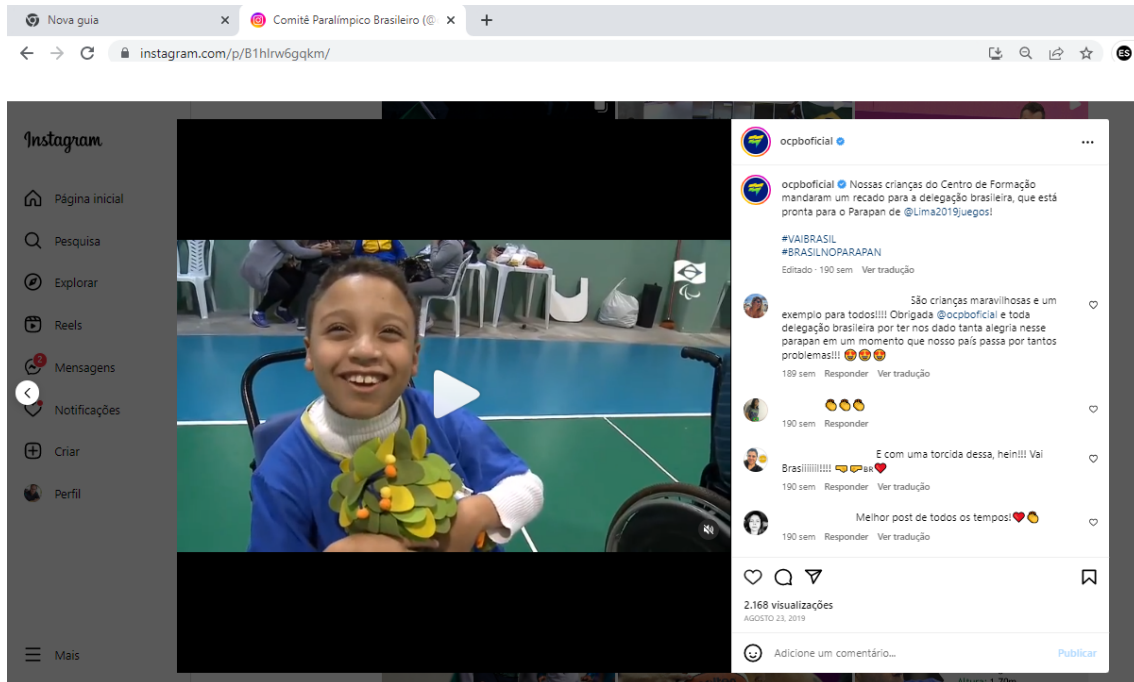 Nova guia
Comitê Paralímpico Brasileiro (@
instagram.com/p/B1hIrw6gqkm/
ES
Instagram
Página inicial
Pesquisa
Explorar
Reels
2
Mensagens
Notificações
Criar
Perfil
Mais
ocpboficial
ocpboficial Nossas crianças do Centro de Formação
mandaram um recado para a delegação brasileira, que está
pronta para o Parapan de @Lima2019juegos!
#VAIBRASIL
#BRASILNOPARAPAN
Editado · 190 sem Ver tradução
São crianças maravilhosas e um
exemplo para todos!!!! Obrigada @ocpboficial e toda
delegação brasileira por ter nos dado tanta alegria nesse
parapan em um momento que nosso país passa por tantos
problemas!!! 😍😍😍
189 sem Responder Ver tradução
👏👏👏
190 sem Responder
E com uma torcida dessa, hein!!! Vai
Brasiiiiiii!!!! 🤜🤛BR❤️
190 sem Responder Ver tradução
Melhor post de todos os tempos!❤️👏
190 sem Responder Ver tradução
2.168 visualizações
AGOSTO 23, 2019
Adicione um comentário...
Publicar